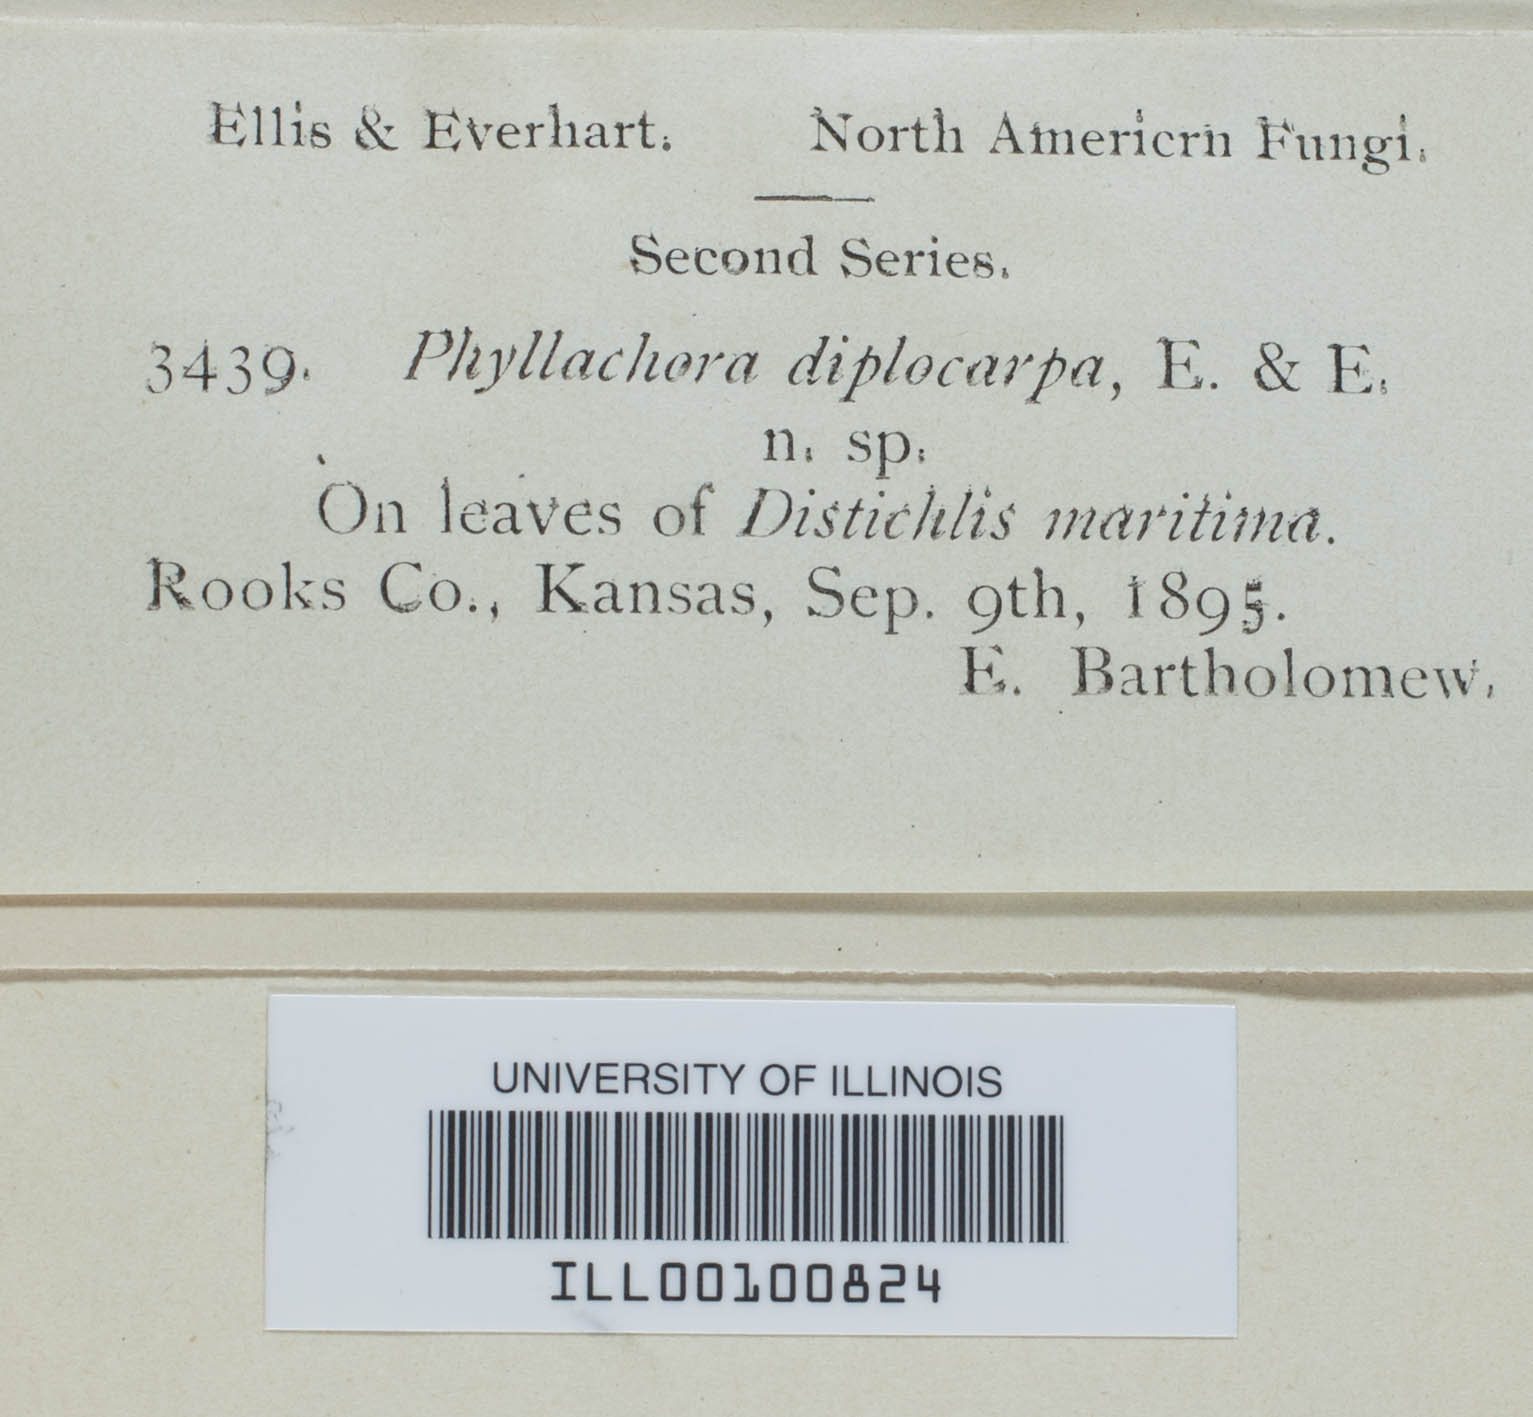 Ellis & Everhart. North Americrn Fungi.
Second Series.
3439. Phyllachora diplocarpa, E. & E.
n. sp.
On leaves of Distichlis maritima.
Rooks Co., Kansas, Sep. 9th, 1895.
E. Bartholomew.
UNIVERSITY OF ILLINOIS
ILL00100824